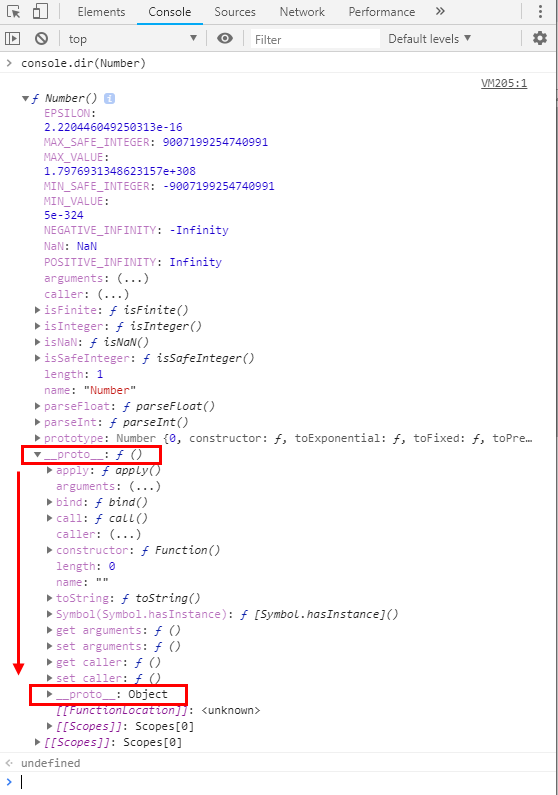 Elements Console Sources Network Performance »
top Filter Default levels ▼
> console.dir(Number)
VM205:1
▼ƒ Number() i
EPSILON:
2.220446049250313e-16
MAX_SAFE_INTEGER: 9007199254740991
MAX_VALUE:
1.7976931348623157e+308
MIN_SAFE_INTEGER: -9007199254740991
MIN_VALUE:
5e-324
NEGATIVE_INFINITY: -Infinity
NaN: NaN
POSITIVE_INFINITY: Infinity
arguments: (...)
caller: (...)
▶isFinite: ƒ isFinite()
▶isInteger: ƒ isInteger()
▶isNaN: ƒ isNaN()
▶isSafeInteger: ƒ isSafeInteger()
length: 1
name: "Number"
▶parseFloat: ƒ parseFloat()
▶parseInt: ƒ parseInt()
▶prototype: Number {0, constructor: ƒ, toExponential: ƒ, toFixed: ƒ, toPre…
▼__proto__: ƒ ()
▶apply: ƒ apply()
arguments: (...)
▶bind: ƒ bind()
▶call: ƒ call()
caller: (...)
▶constructor: ƒ Function()
length: 0
name: ""
▶toString: ƒ toString()
▶Symbol(Symbol.hasInstance): ƒ [Symbol.hasInstance]()
▶get arguments: ƒ ()
▶set arguments: ƒ ()
▶get caller: ƒ ()
▶set caller: ƒ ()
▶__proto__: Object
[[FunctionLocation]]: <unknown>
▶[[Scopes]]: Scopes[0]
▶[[Scopes]]: Scopes[0]
undefined
>